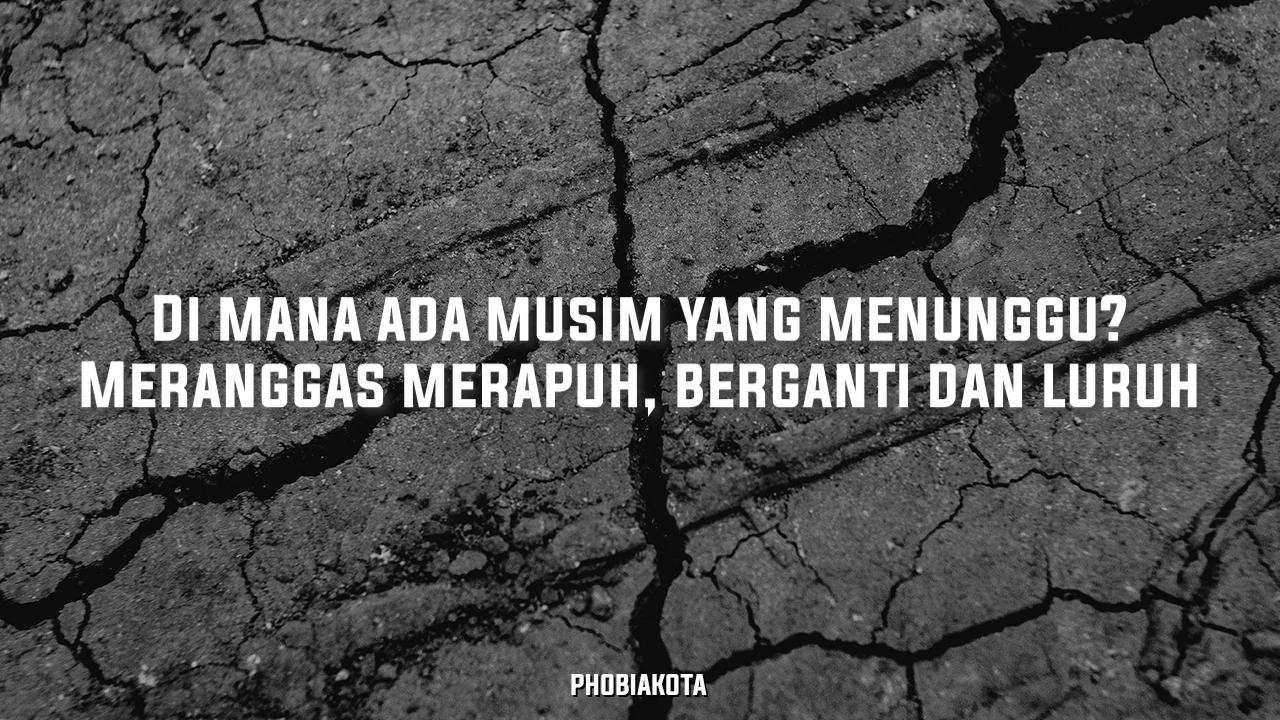 Di mana ada musim yang menunggu?
Meranggas merapuh, berganti dan luruh
PHOBIAKOTA